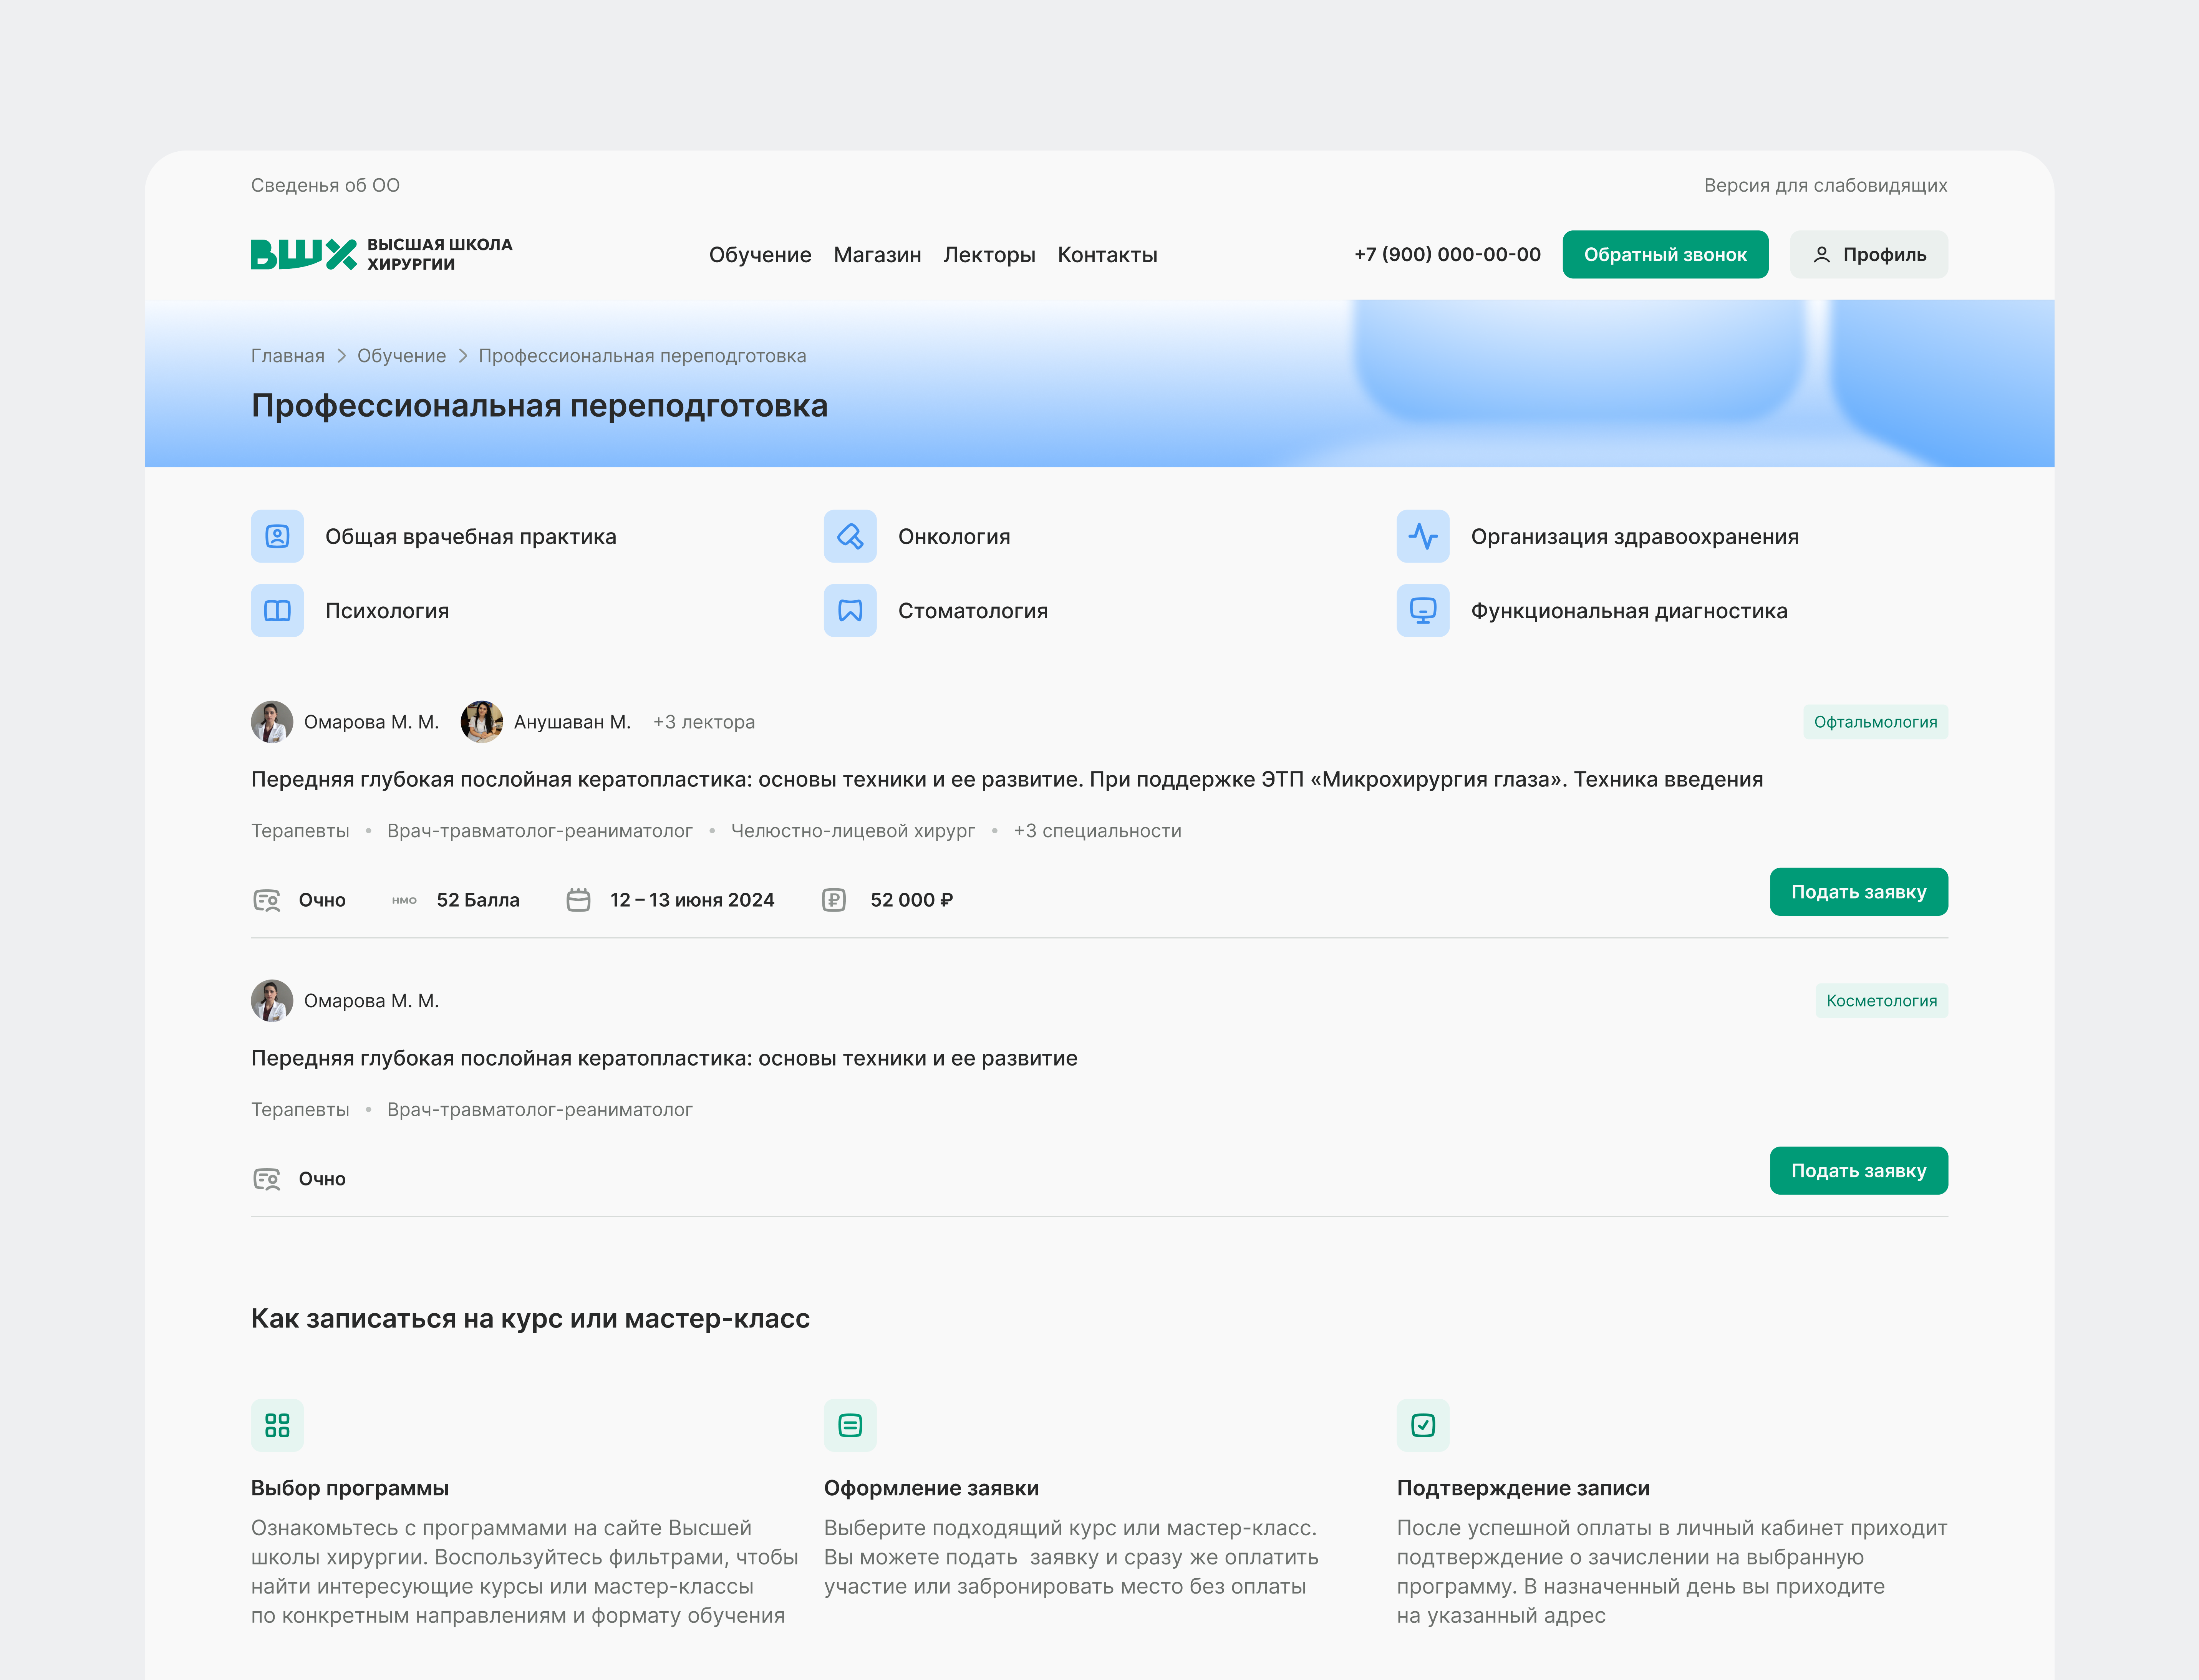 Сведенья об ОО
Версия для слабовидящих
ВШХ ВЫСШАЯ ШКОЛА
ХИРУРГИИ
Обучение Магазин Лекторы Контакты
+7 (900) 000-00-00 Обратный звонок Профиль
Главная Обучение Профессиональная переподготовка
Профессиональная переподготовка
Общая врачебная практика
Онкология
Организация здравоохранения
Психология
Стоматология
Функциональная диагностика
Омарова М. М. Анушаван М. +3 лектора
Офтальмология
Передняя глубокая послойная кератопластика: основы техники и ее развитие. При поддержке ЭТП «Микрохирургия глаза». Техника введения
Терапевты • Врач-травматолог-реаниматолог • Челюстно-лицевой хирург • +3 специальности
Очно нмо 52 Балла 12 – 13 июня 2024 52 000 ₽
Подать заявку
Омарова М. М.
Косметология
Передняя глубокая послойная кератопластика: основы техники и ее развитие
Терапевты • Врач-травматолог-реаниматолог
Очно
Подать заявку
Как записаться на курс или мастер-класс
Выбор программы
Ознакомьтесь с программами на сайте Высшей
школы хирургии. Воспользуйтесь фильтрами, чтобы
найти интересующие курсы или мастер-классы
по конкретным направлениям и формату обучения
Оформление заявки
Выберите подходящий курс или мастер-класс.
Вы можете подать  заявку и сразу же оплатить
участие или забронировать место без оплаты
Подтверждение записи
После успешной оплаты в личный кабинет приходит
подтверждение о зачислении на выбранную
программу. В назначенный день вы приходите
на указанный адрес